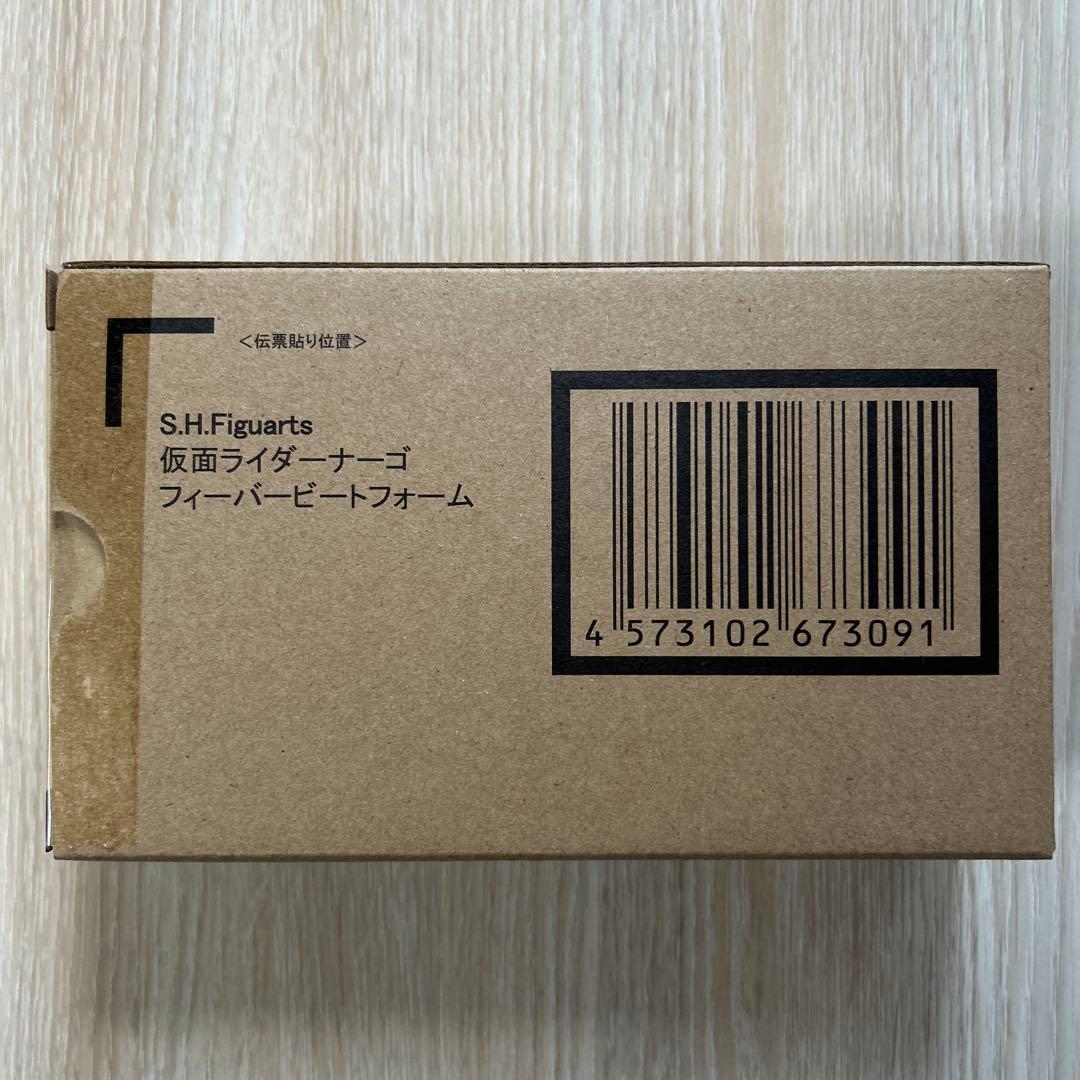 ＜伝票貼り位置＞
S.H.Figuarts
仮面ライダーナーゴ
フィーバービートフォーム
4 573102 673091